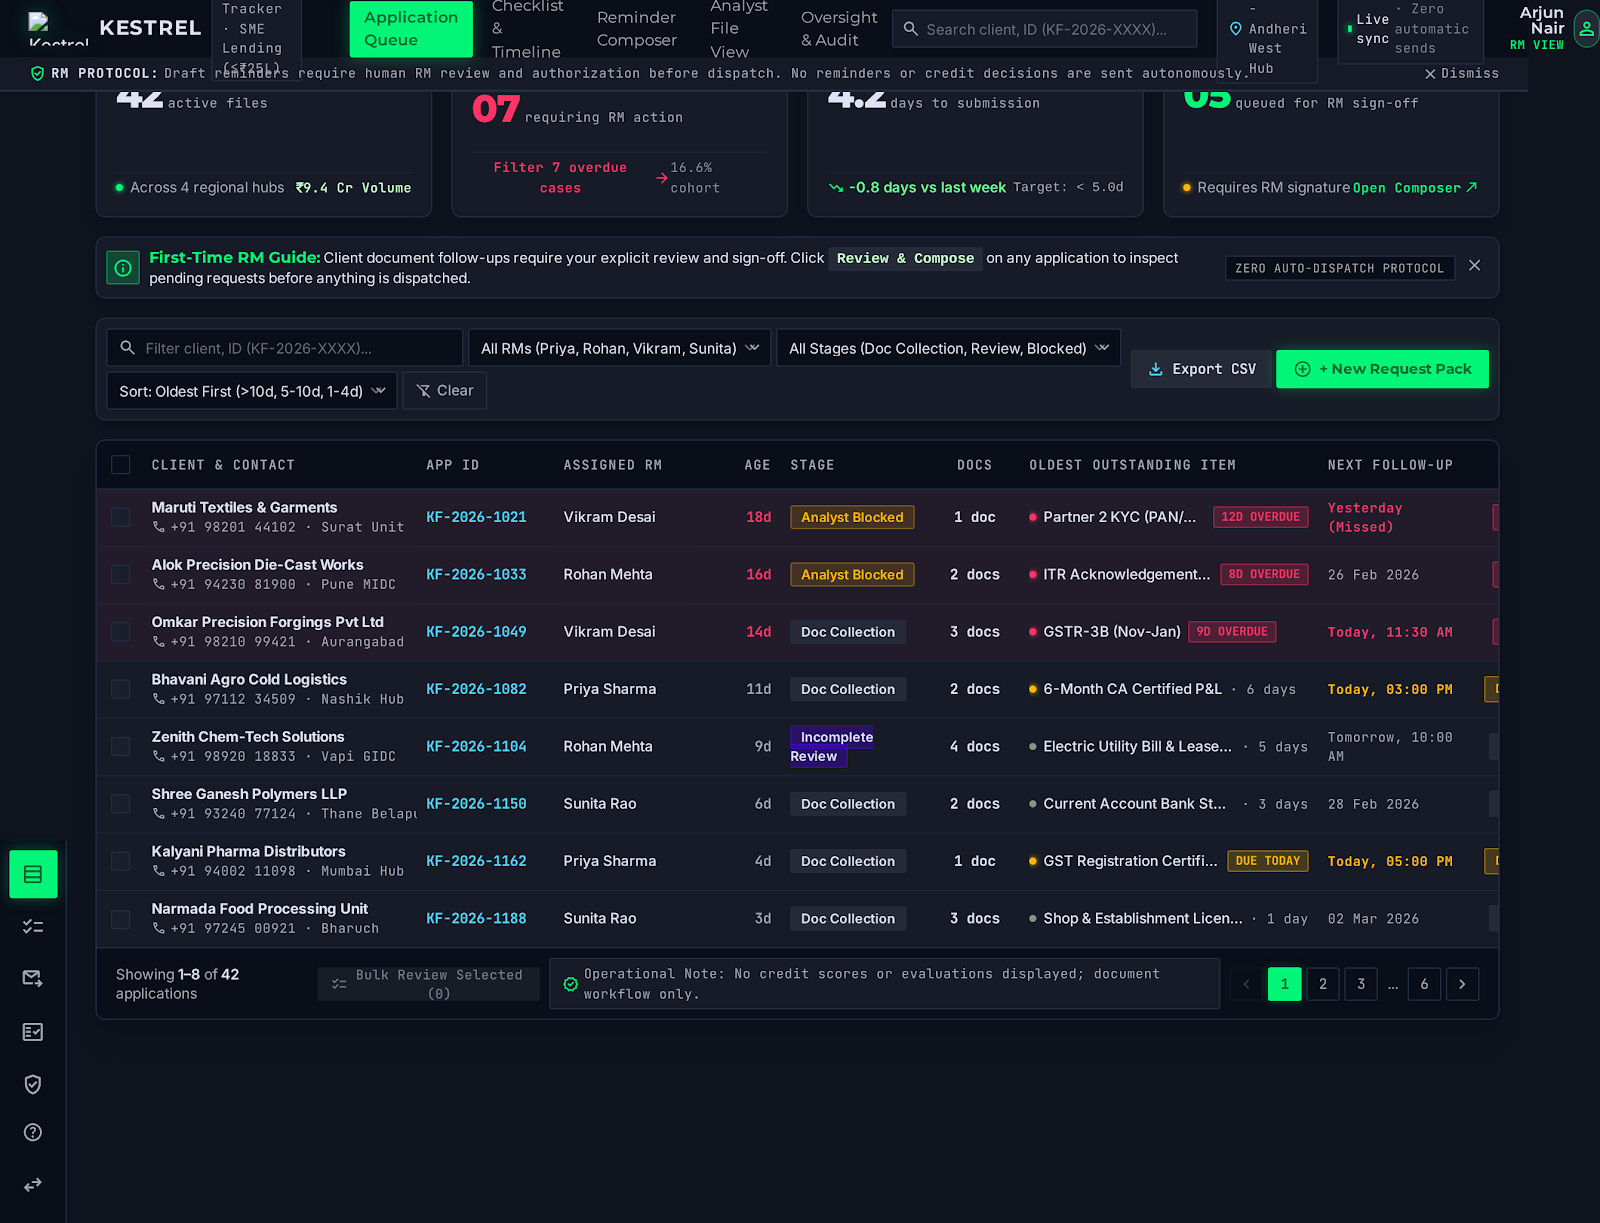 Kestrel
KESTREL
Tracker
· SME
Lending
(≤₹25L)
Application
Queue
Checklist
&
Timeline
Reminder
Composer
Analyst
File
View
Oversight
& Audit
Search client, ID (KF-2026-XXXX)...
-
Andheri
West
Hub
Live
sync
· Zero
automatic
sends
Arjun
Nair
RM VIEW
RM PROTOCOL: Draft reminders require human RM review and authorization before dispatch. No reminders or credit decisions are sent autonomously.
Dismiss
42 active files
Across 4 regional hubs ₹9.4 Cr Volume
07 requiring RM action
Filter 7 overdue
cases
16.6%
cohort
4.2 days to submission
-0.8 days vs last week Target: < 5.0d
05 queued for RM sign-off
Requires RM signature Open Composer
First-Time RM Guide: Client document follow-ups require your explicit review and sign-off. Click Review & Compose on any application to inspect
pending requests before anything is dispatched.
ZERO AUTO-DISPATCH PROTOCOL
Filter client, ID (KF-2026-XXXX)...
All RMs (Priya, Rohan, Vikram, Sunita)
All Stages (Doc Collection, Review, Blocked)
Export CSV
+ New Request Pack
Sort: Oldest First (>10d, 5-10d, 1-4d)
Clear
CLIENT & CONTACT APP ID ASSIGNED RM AGE STAGE DOCS OLDEST OUTSTANDING ITEM NEXT FOLLOW-UP
Maruti Textiles & Garments
+91 98201 44102 · Surat Unit
KF-2026-1021 Vikram Desai 18d Analyst Blocked 1 doc Partner 2 KYC (PAN/... 12D OVERDUE
Yesterday
(Missed)
Alok Precision Die-Cast Works
+91 94230 81900 · Pune MIDC
KF-2026-1033 Rohan Mehta 16d Analyst Blocked 2 docs ITR Acknowledgement... 8D OVERDUE 26 Feb 2026
Omkar Precision Forgings Pvt Ltd
+91 98210 99421 · Aurangabad
KF-2026-1049 Vikram Desai 14d Doc Collection 3 docs GSTR-3B (Nov-Jan) 9D OVERDUE Today, 11:30 AM
Bhavani Agro Cold Logistics
+91 97112 34509 · Nashik Hub
KF-2026-1082 Priya Sharma 11d Doc Collection 2 docs 6-Month CA Certified P&L · 6 days Today, 03:00 PM
Zenith Chem-Tech Solutions
+91 98920 18833 · Vapi GIDC
KF-2026-1104 Rohan Mehta 9d
Incomplete
Review
4 docs Electric Utility Bill & Lease... · 5 days
Tomorrow, 10:00
AM
Shree Ganesh Polymers LLP
+91 93240 77124 · Thane Belapu
KF-2026-1150 Sunita Rao 6d Doc Collection 2 docs Current Account Bank St... · 3 days 28 Feb 2026
Kalyani Pharma Distributors
+91 94002 11098 · Mumbai Hub
KF-2026-1162 Priya Sharma 4d Doc Collection 1 doc GST Registration Certifi... DUE TODAY Today, 05:00 PM
Narmada Food Processing Unit
+91 97245 00921 · Bharuch
KF-2026-1188 Sunita Rao 3d Doc Collection 3 docs Shop & Establishment Licen... · 1 day 02 Mar 2026
Showing 1–8 of 42
applications
Bulk Review Selected
(0)
Operational Note: No credit scores or evaluations displayed; document
workflow only.
1 2 3 ... 6